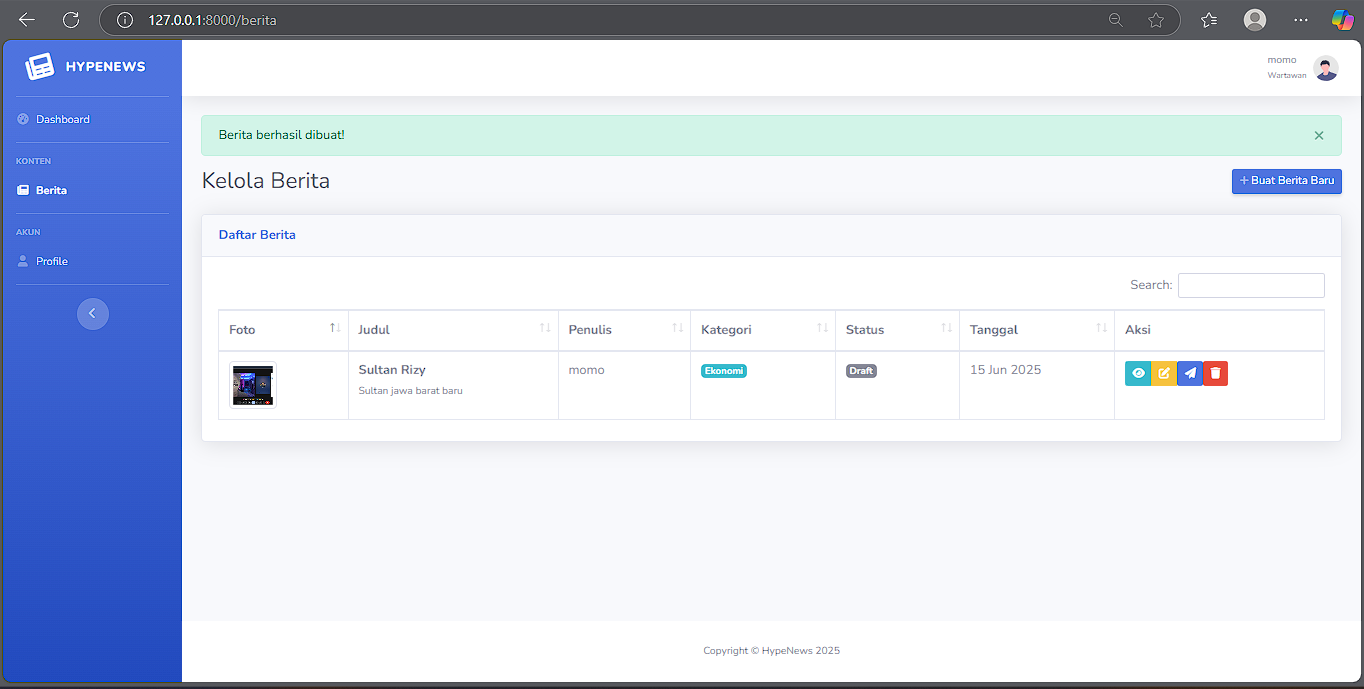 127.0.0.1:8000/berita
HYPENEWS
momo
Wartawan
Dashboard
KONTEN
Berita
AKUN
Profile
Berita berhasil dibuat!
Kelola Berita
+ Buat Berita Baru
Daftar Berita
Search:
Foto Judul Penulis Kategori Status Tanggal Aksi
Sultan Rizy momo Ekonomi Draft 15 Jun 2025
Sultan jawa barat baru
Copyright © HypeNews 2025